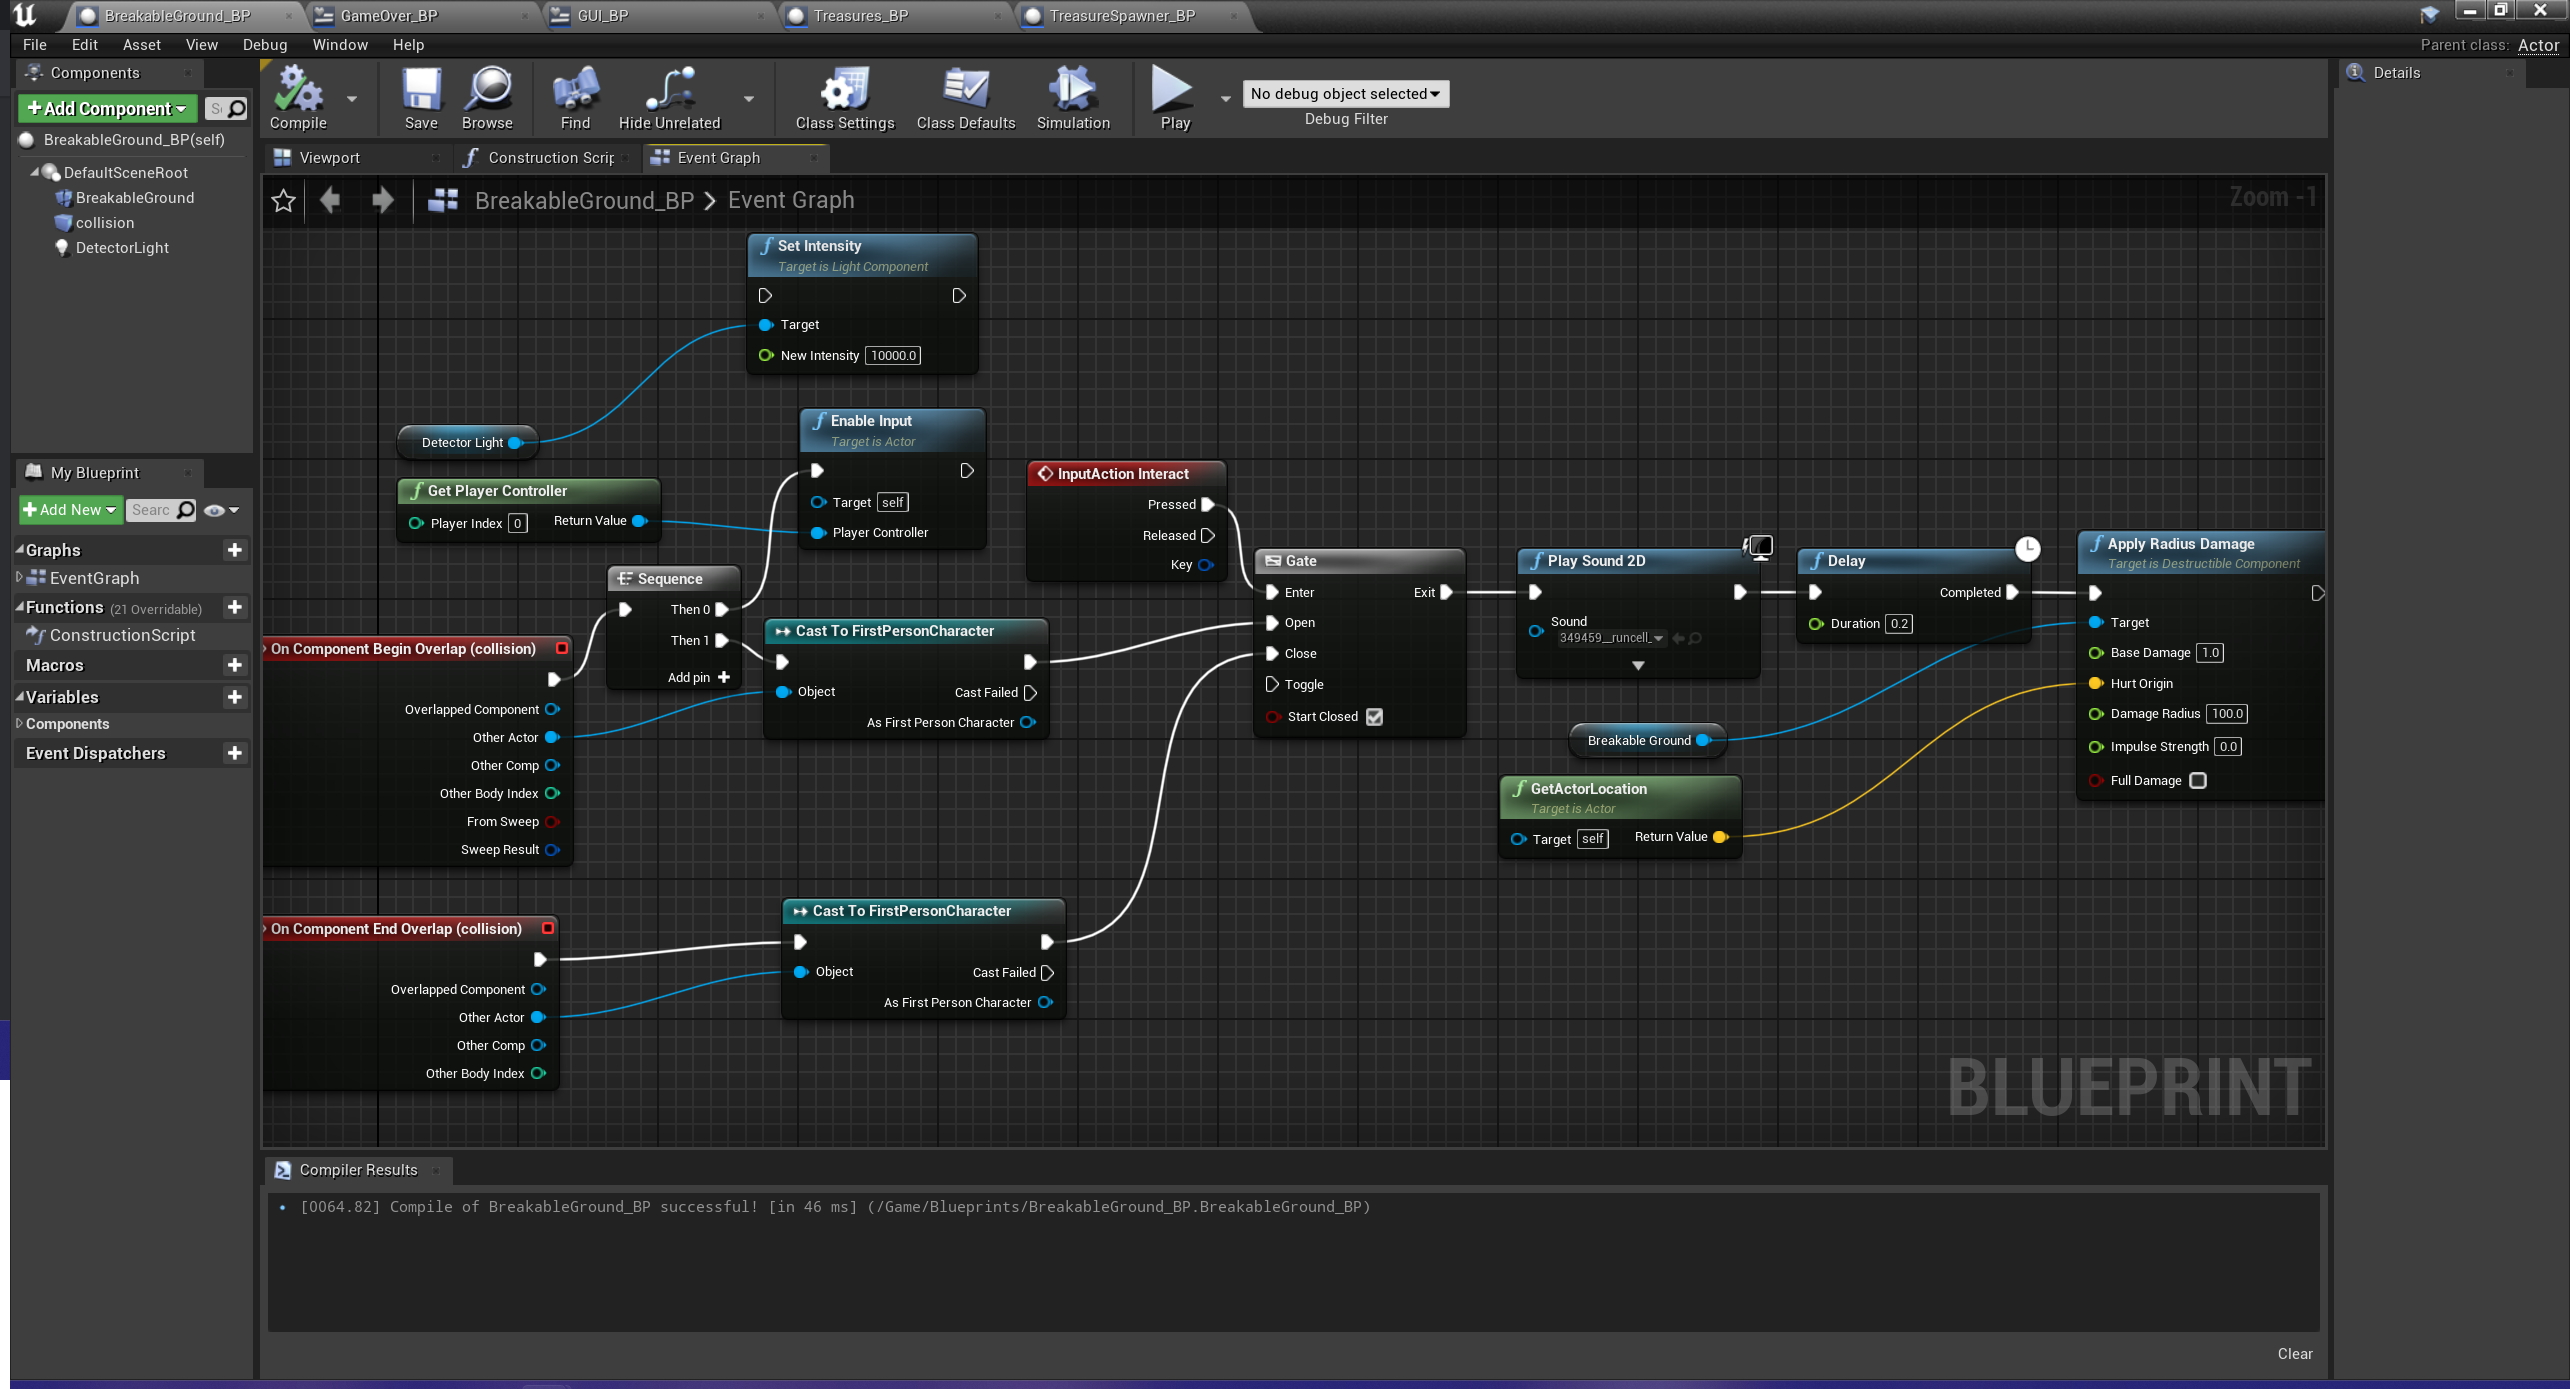 BreakableGround_BP
GameOver_BP
GUI_BP
Treasures_BP
TreasureSpawner_BP
File Edit Asset View Debug Window Help
Parent class: Actor
Components
Add Component
BreakableGround_BP(self)
DefaultSceneRoot
BreakableGround
collision
DetectorLight
Compile
Save
Browse
Find
Hide Unrelated
Class Settings
Class Defaults
Simulation
Play
No debug object selected
Debug Filter
Details
Viewport
Construction Scrip
Event Graph
BreakableGround_BP > Event Graph
Zoom -1
My Blueprint
Add New
Searc
Graphs
EventGraph
Functions (21 Overridable)
ConstructionScript
Macros
Variables
Components
Event Dispatchers
Set Intensity
Target is Light Component
Target
New Intensity 10000.0
Detector Light
Get Player Controller
Player Index 0
Return Value
Enable Input
Target is Actor
Target self
Player Controller
InputAction Interact
Pressed
Released
Key
Sequence
Then 0
Then 1
Add pin
On Component Begin Overlap (collision)
Overlapped Component
Other Actor
Other Comp
Other Body Index
From Sweep
Sweep Result
Cast To FirstPersonCharacter
Object
Cast Failed
As First Person Character
Gate
Enter
Exit
Open
Close
Toggle
Start Closed
Play Sound 2D
Sound
349459__runcell_
Delay
Completed
Duration 0.2
Apply Radius Damage
Target is Destructible Component
Target
Base Damage 1.0
Hurt Origin
Damage Radius 100.0
Impulse Strength 0.0
Full Damage
Breakable Ground
GetActorLocation
Target is Actor
Target self
Return Value
On Component End Overlap (collision)
Overlapped Component
Other Actor
Other Comp
Other Body Index
Cast To FirstPersonCharacter
Object
Cast Failed
As First Person Character
BLUEPRINT
Compiler Results
[0064.82] Compile of BreakableGround_BP successful! [in 46 ms] (/Game/Blueprints/BreakableGround_BP.BreakableGround_BP)
Clear